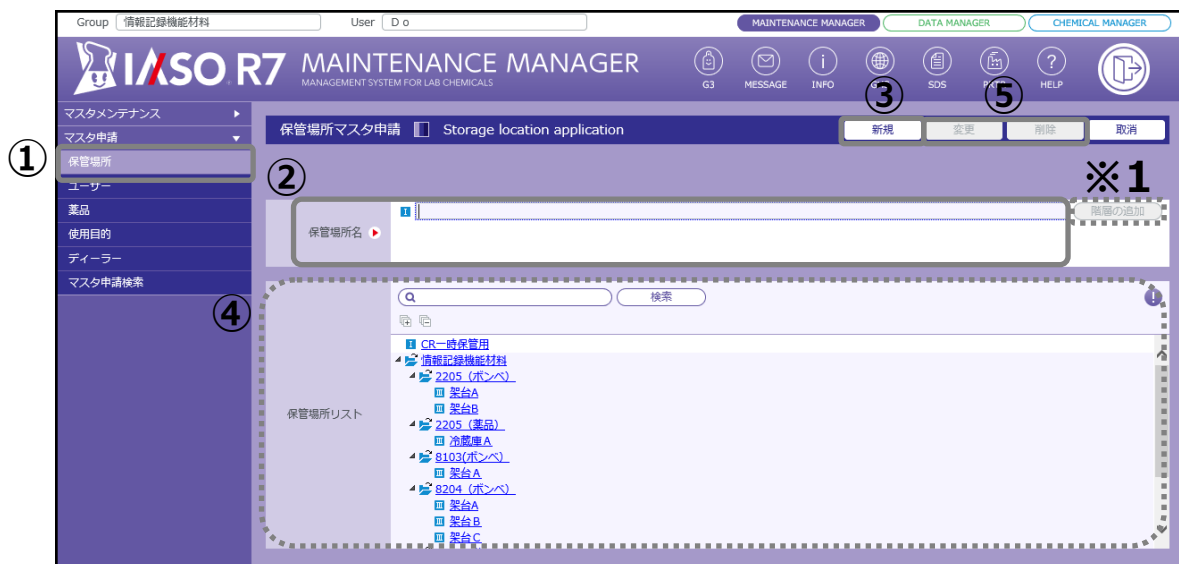 Group 情報記録機能材料 User D o MAINTENANCE MANAGER DATA MANAGER CHEMICAL MANAGER
IASO R7 MAINTENANCE MANAGER
MANAGEMENT SYSTEM FOR LAB CHEMICALS
G3 MESSAGE INFO SDS HELP
マスタメンテナンス
③ ⑤
マスタ申請
保管場所マスタ申請 Storage location application 新規 変更 削除 取消
① 保管場所
② ※1
ユーザー
薬品
I 階層の追加
使用目的
保管場所名
ディーラー
マスタ申請検索
④ 検索
I CR一時保管用
情報記録機能材料
2205（ボンベ）
III 架台A
III 架台B
保管場所リスト
2205（薬品）
III 冷蔵庫A
8103(ボンベ）
III 架台A
8204（ボンベ）
III 架台A
III 架台B
III 架台C